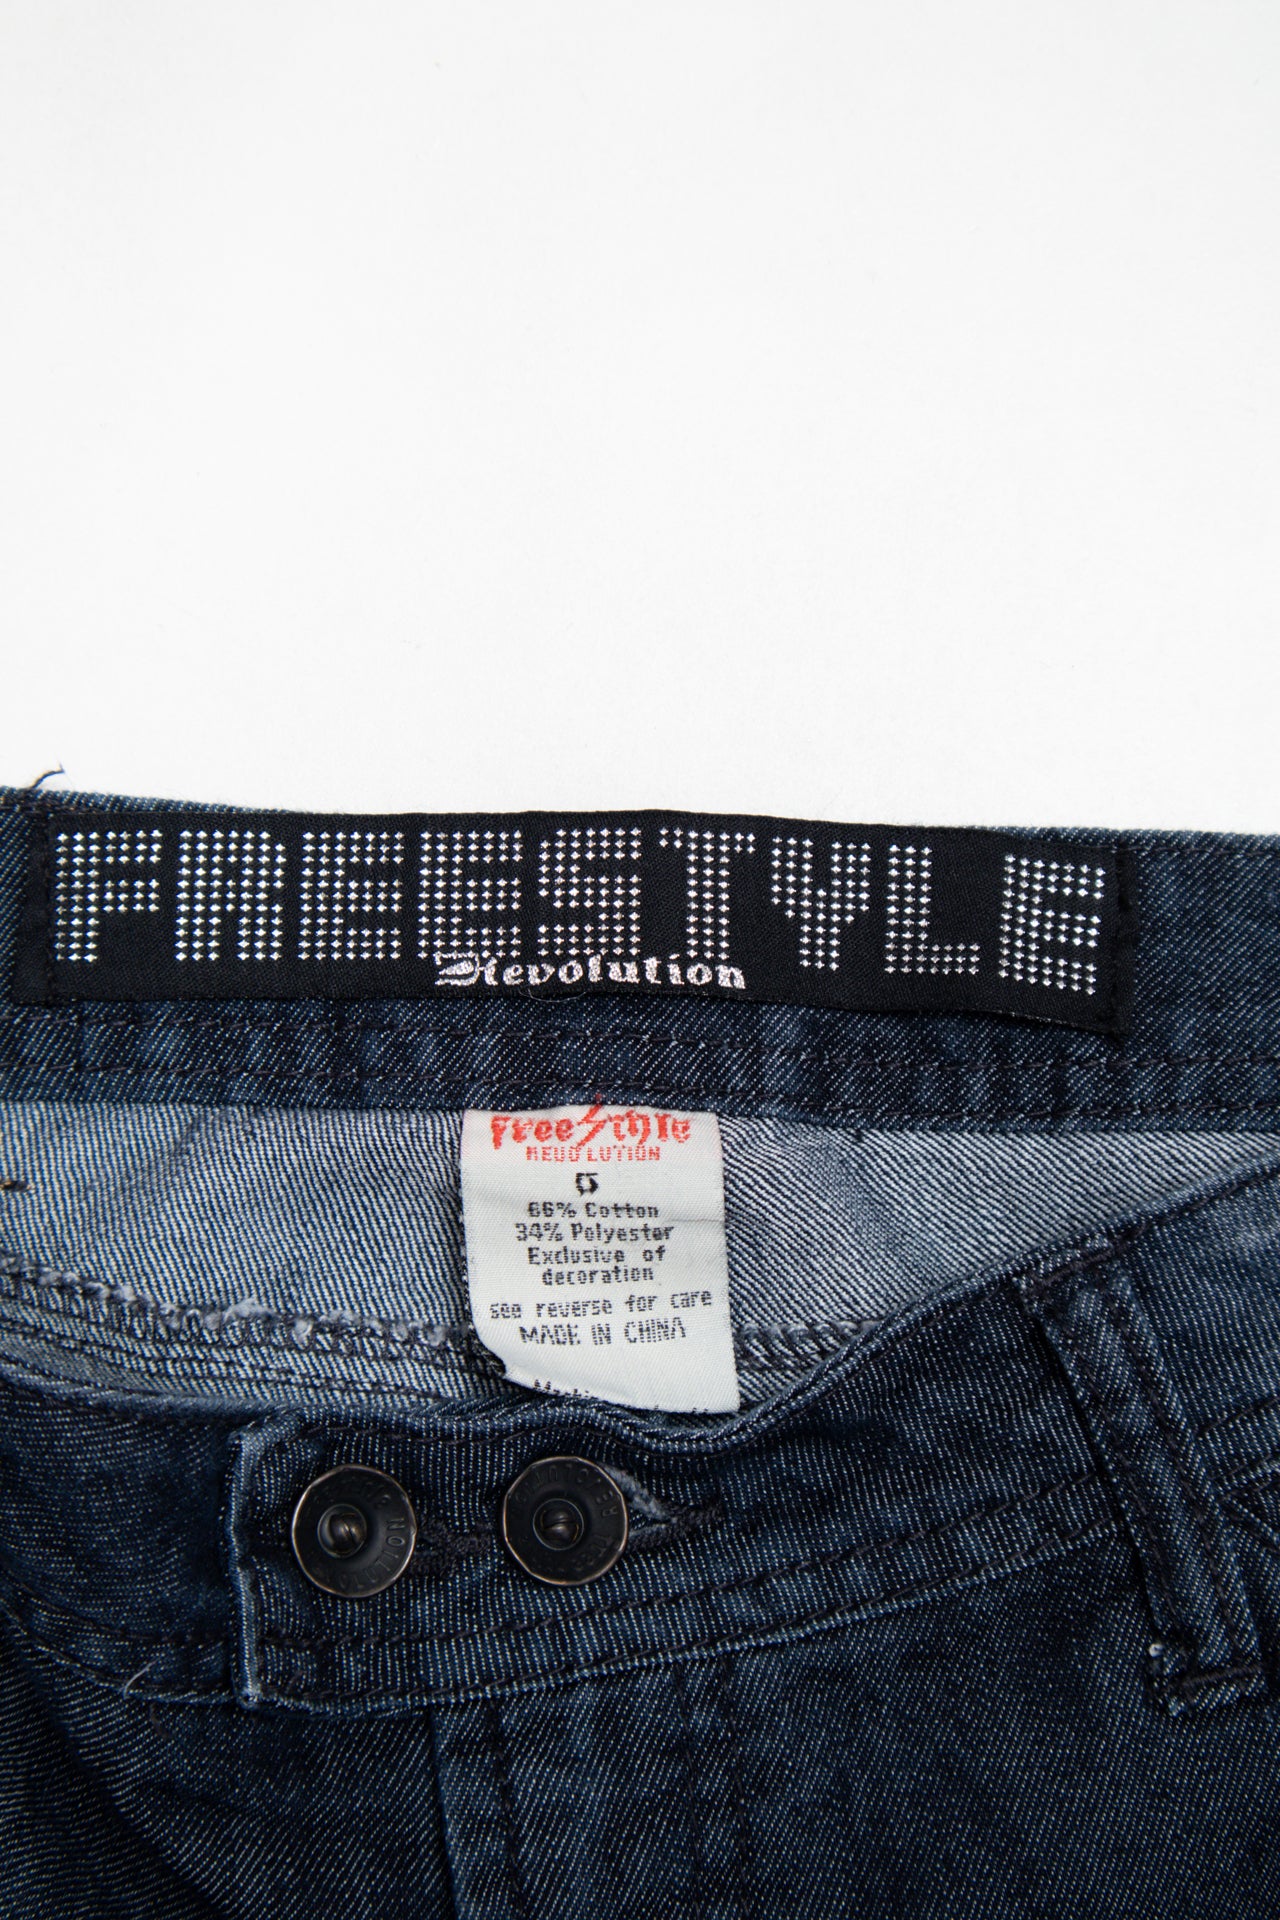 FREESTYLE
Revolution
FreeStyle
REVOLUTION
5
66% Cotton
34% Polyester
Exclusive of
decoration
see reverse for care
MADE IN CHINA